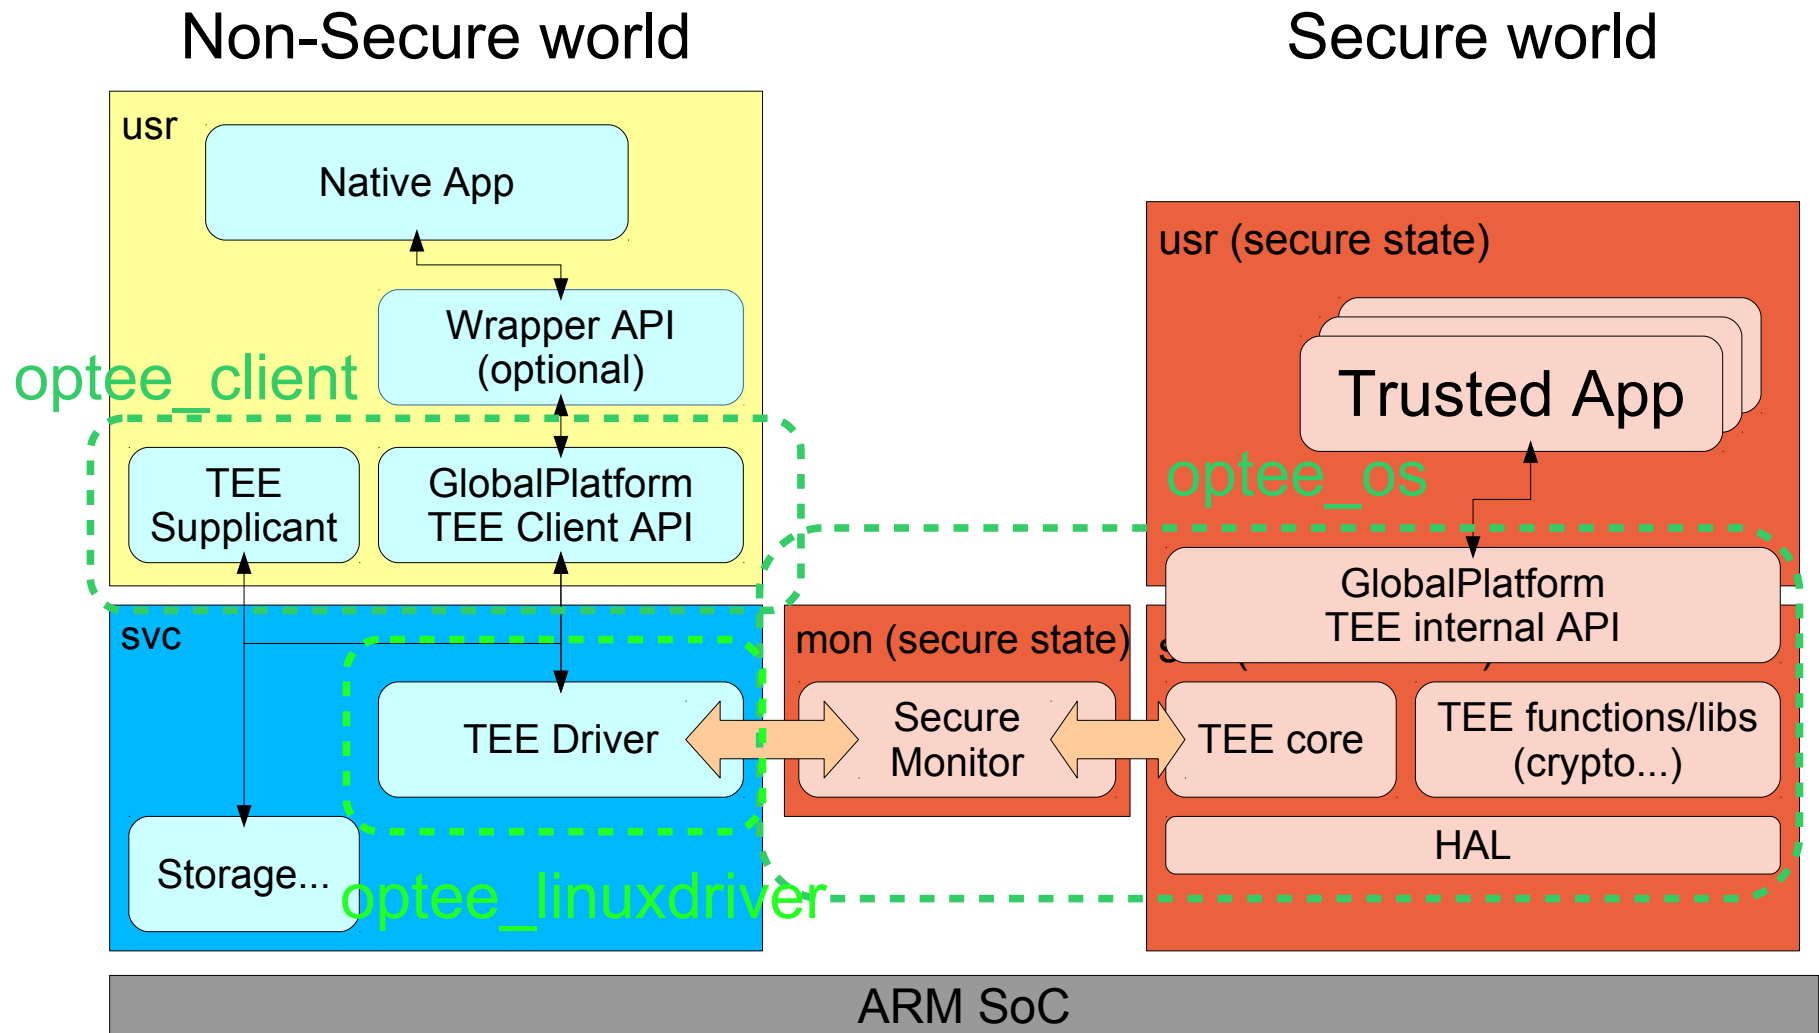 Non-Secure world
Secure world
usr
Native App
Wrapper API
(optional)
optee_client
TEE
Supplicant
GlobalPlatform
TEE Client API
svc
TEE Driver
Storage...
optee_linuxdriver
mon (secure state)
Secure
Monitor
usr (secure state)
Trusted App
optee_os
GlobalPlatform
TEE internal API
TEE core
TEE functions/libs
(crypto...)
HAL
ARM SoC